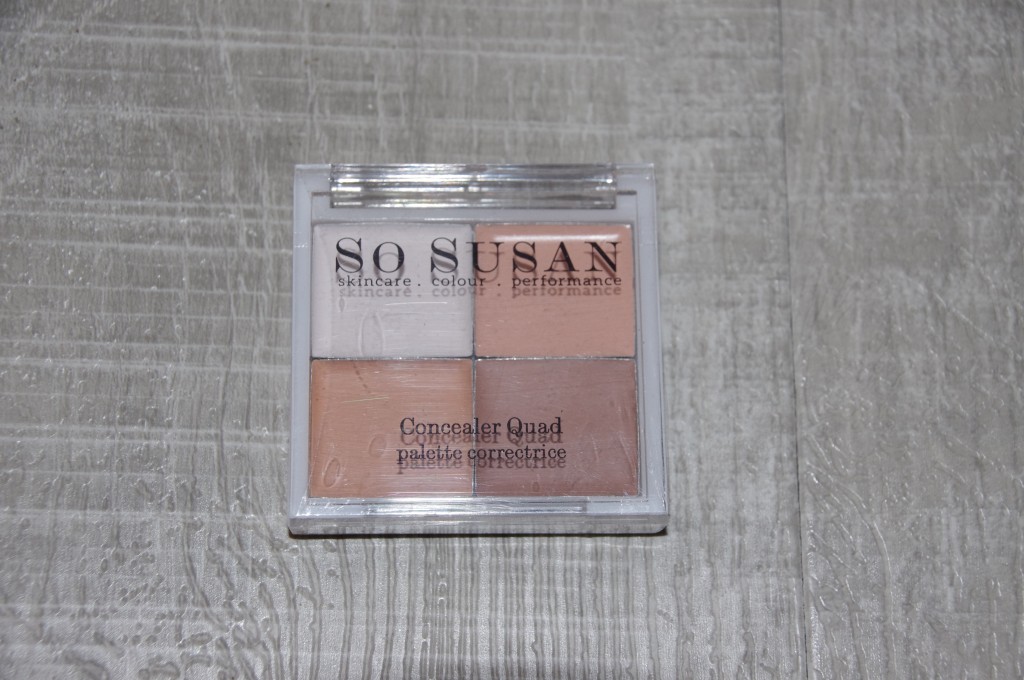 SO SUSAN
skincare . colour . performance
Concealer Quad
palette correctrice